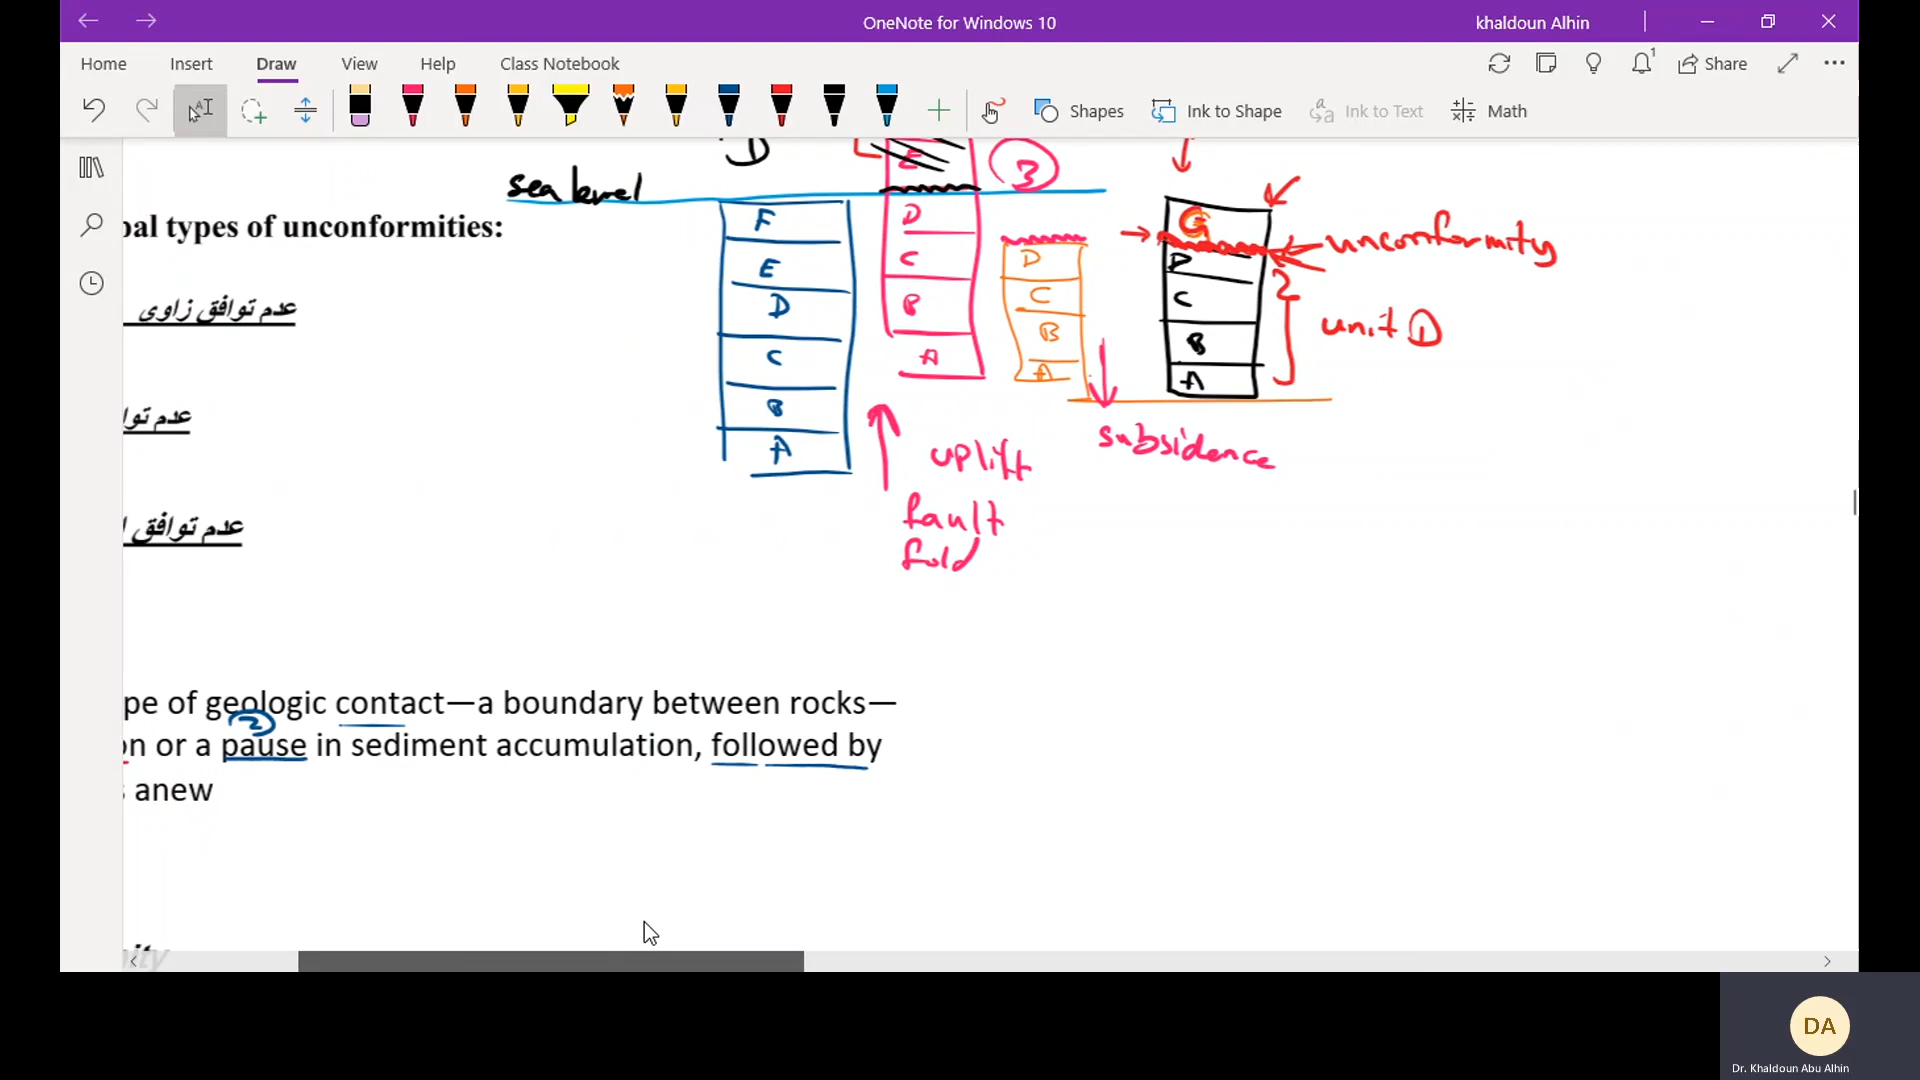 OneNote for Windows 10
khaldoun Alhin
Home Insert Draw View Help Class Notebook
1
Share
Shapes
Ink to Shape
Ink to Text
Math
D
E
3
sea level
pal types of unconformities:
F
E
D
C
B
A
D
C
B
A
D
C
B
A
G
D
C
B
A
unconformity
unit D
عدم توافق زاوي
subsidence
uplift
fault
fold
عدم توا
عدم توافق ا
pe of geologic contact—a boundary between rocks—
2
on or a pause in sediment accumulation, followed by
s anew
ity
DA
Dr. Khaldoun Abu Alhin